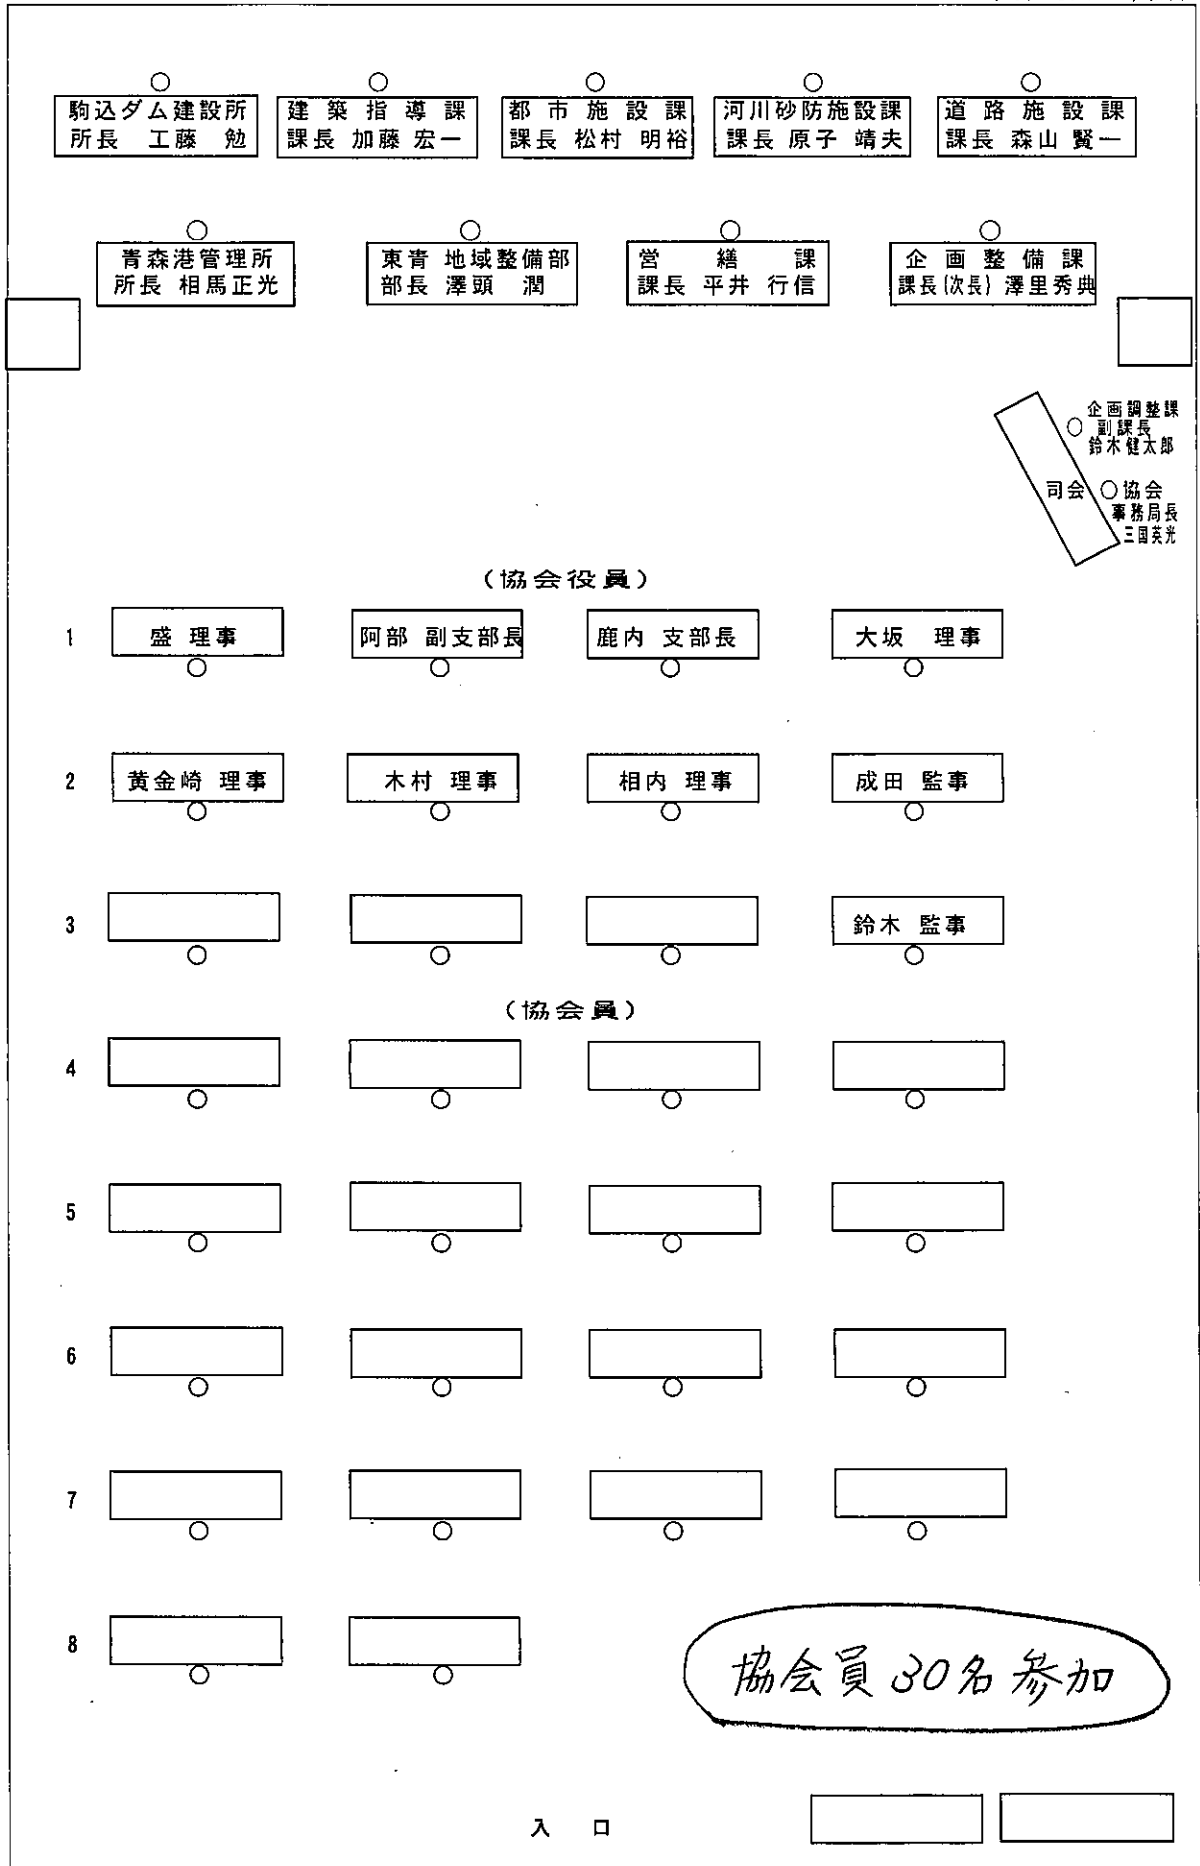 駒込ダム建設所
所長 工藤 勉
建築指導課
課長 加藤 宏一
都市施設課
課長 松村 明裕
河川砂防施設課
課長 原子 靖夫
道路施設課
課長 森山 賢一
青森港管理所
所長 相馬正光
東青 地域整備部
部長 澤頭 潤
営繕課
課長 平井 行信
企画整備課
課長(次長) 澤里秀典
企画調整課
副課長
鈴木健太郎
司会
協会
事務局長
三国英光
(協会役員)
1 盛 理事 阿部 副支部長 鹿内 支部長 大坂 理事
2 黄金崎 理事 木村 理事 相内 理事 成田 監事
3 鈴木 監事
(協会員)
4
5
6
7
8
協会員30名参加
入 口